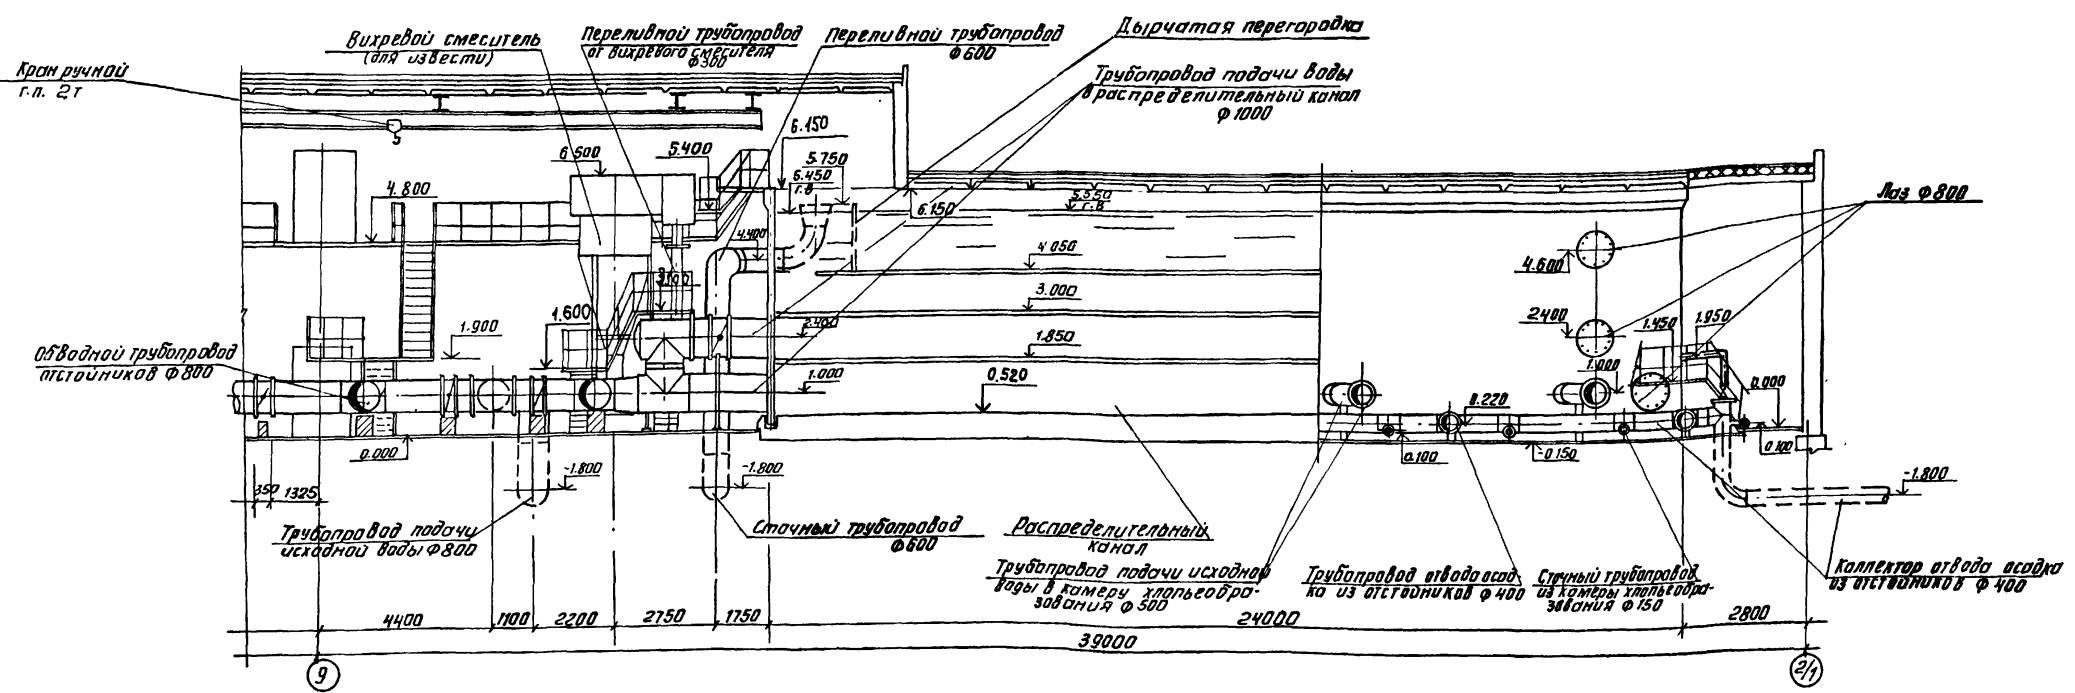 Дырчатая перегородка
Вихревой смеситель
(для извести)
Переливной трубопровод
от вихревого смесителя
ф300
Переливной трубопровод
ф600
Кран ручной
г.п. 2т
Трубопровод подачи воды
в распределительный канал
ф1000
6.150
6.500
5.400
5.750
6.450
г.в
4.800
6.150
5.550
г.в
Лаз ф800
4.400
4.050
4.600
3.000
1.600
2.400
2.400
1.900
1.850
1.450
1.950
Обводной трубопровод
отстойников ф800
1.000
0.520
1.000
0.000
0.220
0.000
0.100
-0.150
0.100
-1.800
-1.800
-1.800
350
1325
Трубопровод подачи
исходной воды ф800
Сточный трубопровод
ф600
Распределительный
канал
Трубопровод подачи исходной
воды в камеру хлопьеобра-
зования ф500
Трубопровод отвода осад-
ка из отстойников ф400
Сточный трубопровод
из камеры хлопьеобра-
зования ф150
Коллектор отвода осадка
из отстойников ф400
4400
1100
2200
2750
1750
24000
2800
39000
9
2/1